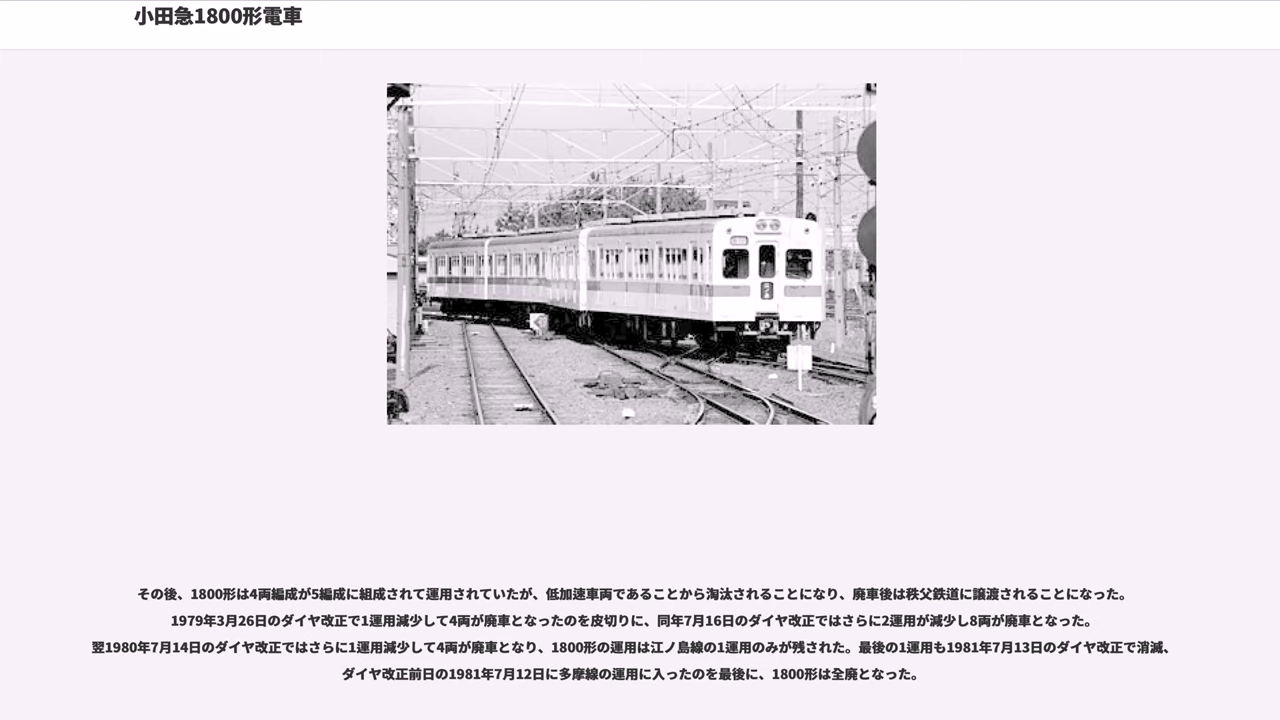 小田急1800形電車
その後、1800形は4両編成が5編成に組成されて運用されていたが、低加速車両であることから淘汰されることになり、廃車後は秩父鉄道に譲渡されることになった。
1979年3月26日のダイヤ改正で1運用減少して4両が廃車となったのを皮切りに、同年7月16日のダイヤ改正ではさらに2運用が減少し8両が廃車となった。
翌1980年7月14日のダイヤ改正ではさらに1運用減少して4両が廃車となり、1800形の運用は江ノ島線の1運用のみが残された。最後の1運用も1981年7月13日のダイヤ改正で消滅、
ダイヤ改正前日の1981年7月12日に多摩線の運用に入ったのを最後に、1800形は全廃となった。